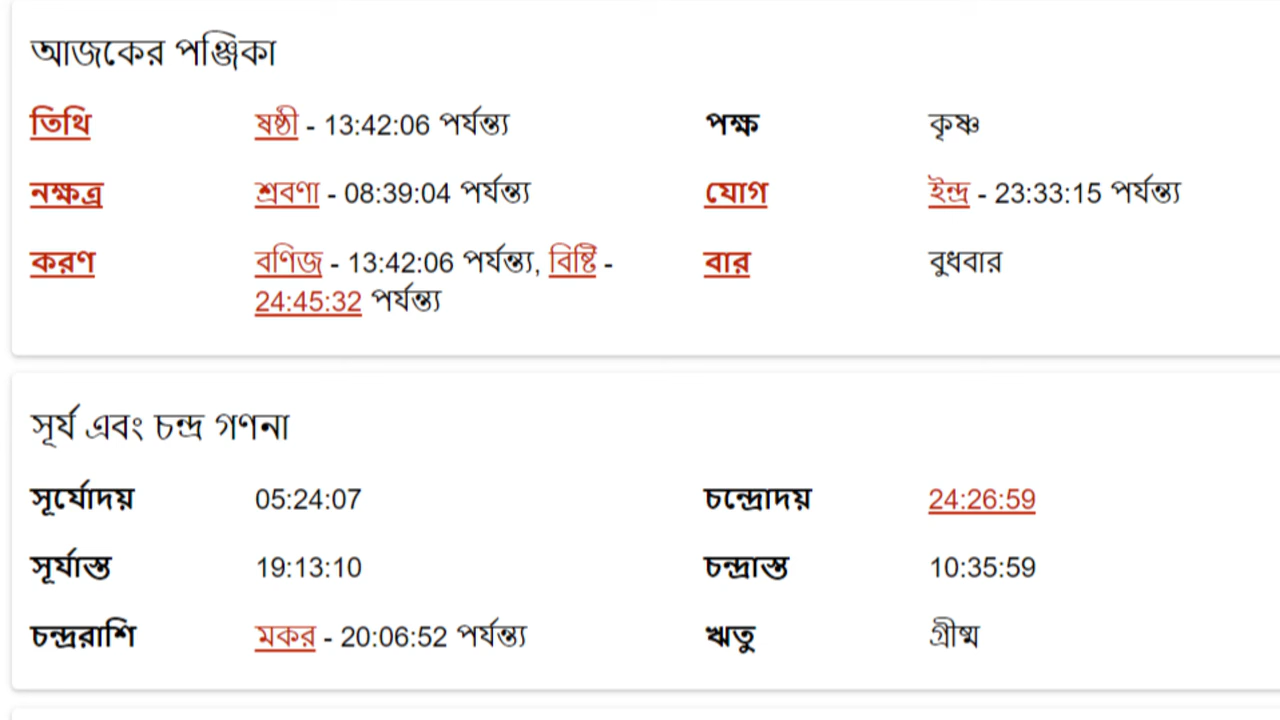 আজকের পঞ্জিকা
তিথি ষষ্ঠী - 13:42:06 পর্যন্ত্য পক্ষ কৃষ্ণ
নক্ষত্র শ্রবণা - 08:39:04 পর্যন্ত্য যোগ ইন্দ্র - 23:33:15 পর্যন্ত্য
করণ বণিজ - 13:42:06 পর্যন্ত্য, বিষ্টি - বার বুধবার
24:45:32 পর্যন্ত্য
সূর্য এবং চন্দ্র গণনা
সূর্যোদয় 05:24:07 চন্দ্রোদয় 24:26:59
সূর্যাস্ত 19:13:10 চন্দ্রাস্ত 10:35:59
চন্দ্ররাশি মকর - 20:06:52 পর্যন্ত্য ঋতু গ্রীষ্ম